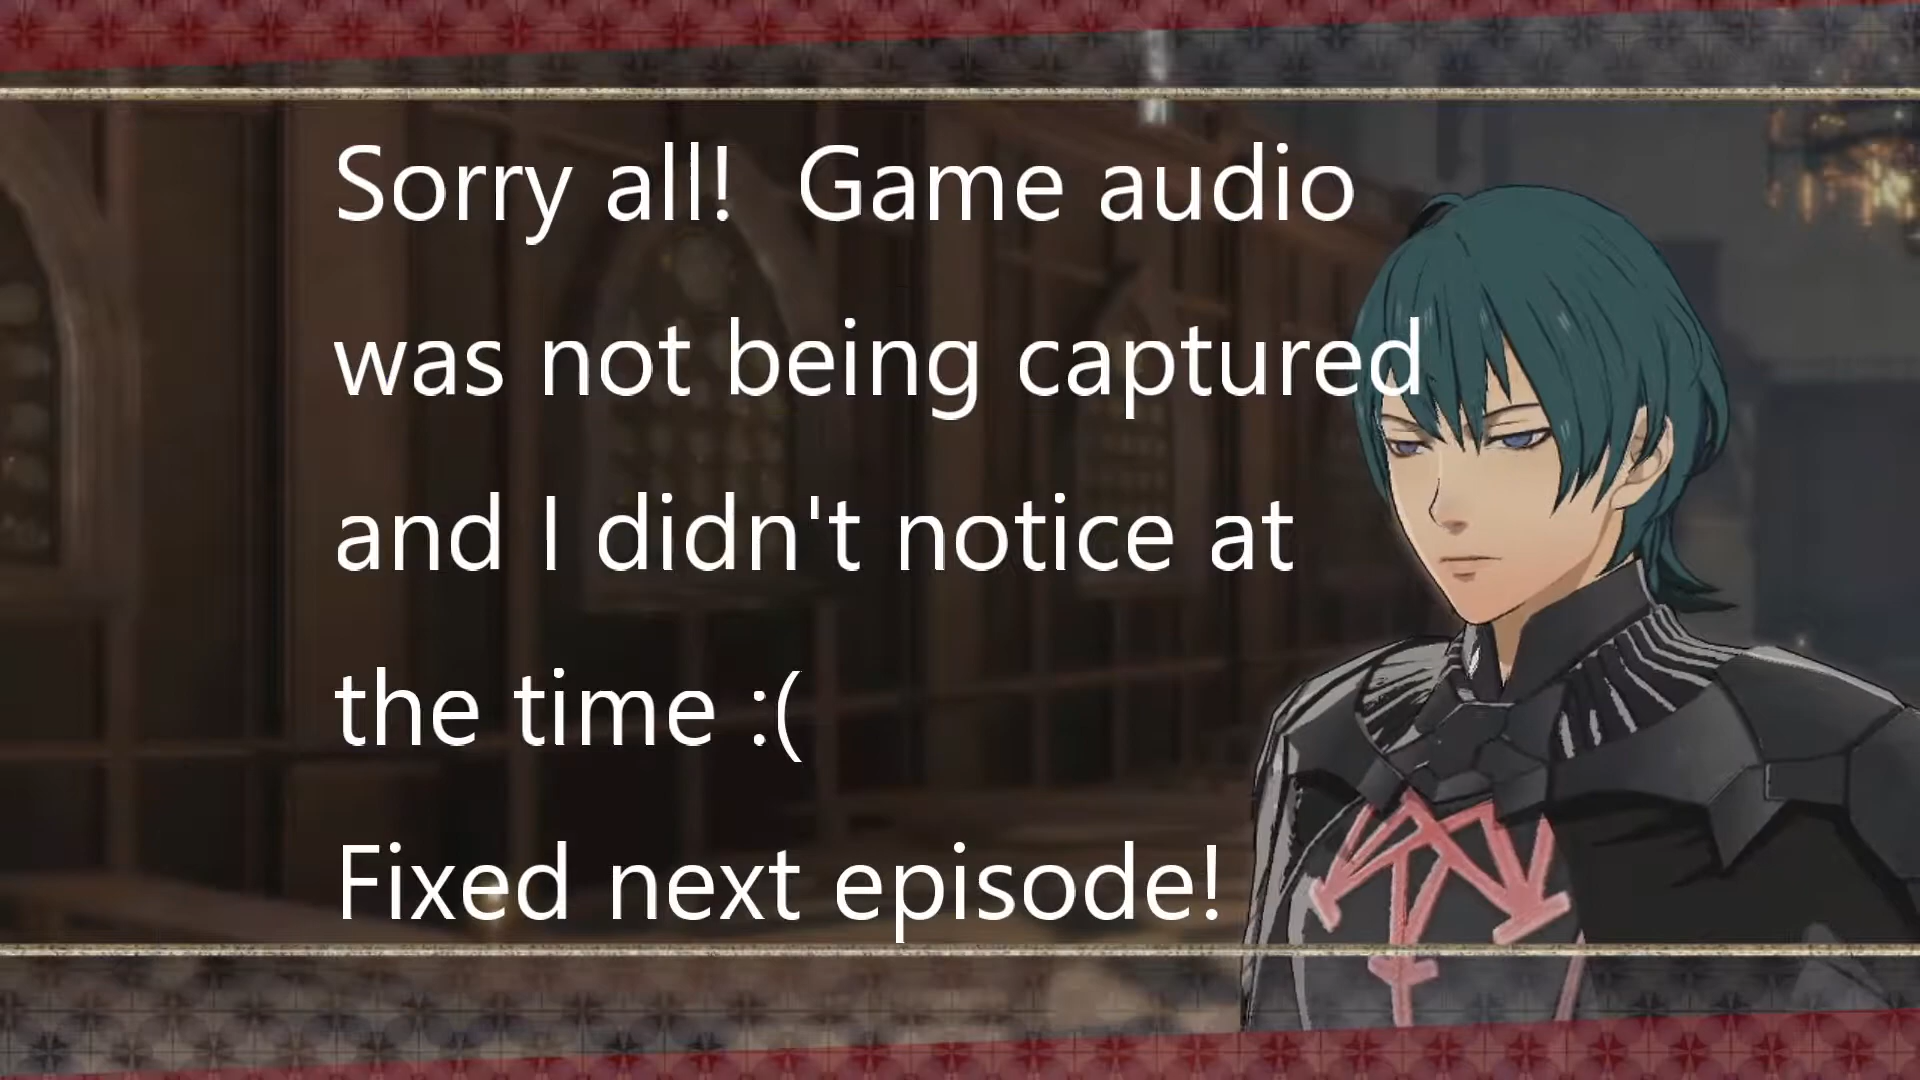 Sorry all!  Game audio
was not being captured
and I didn't notice at
the time :(
Fixed next episode!